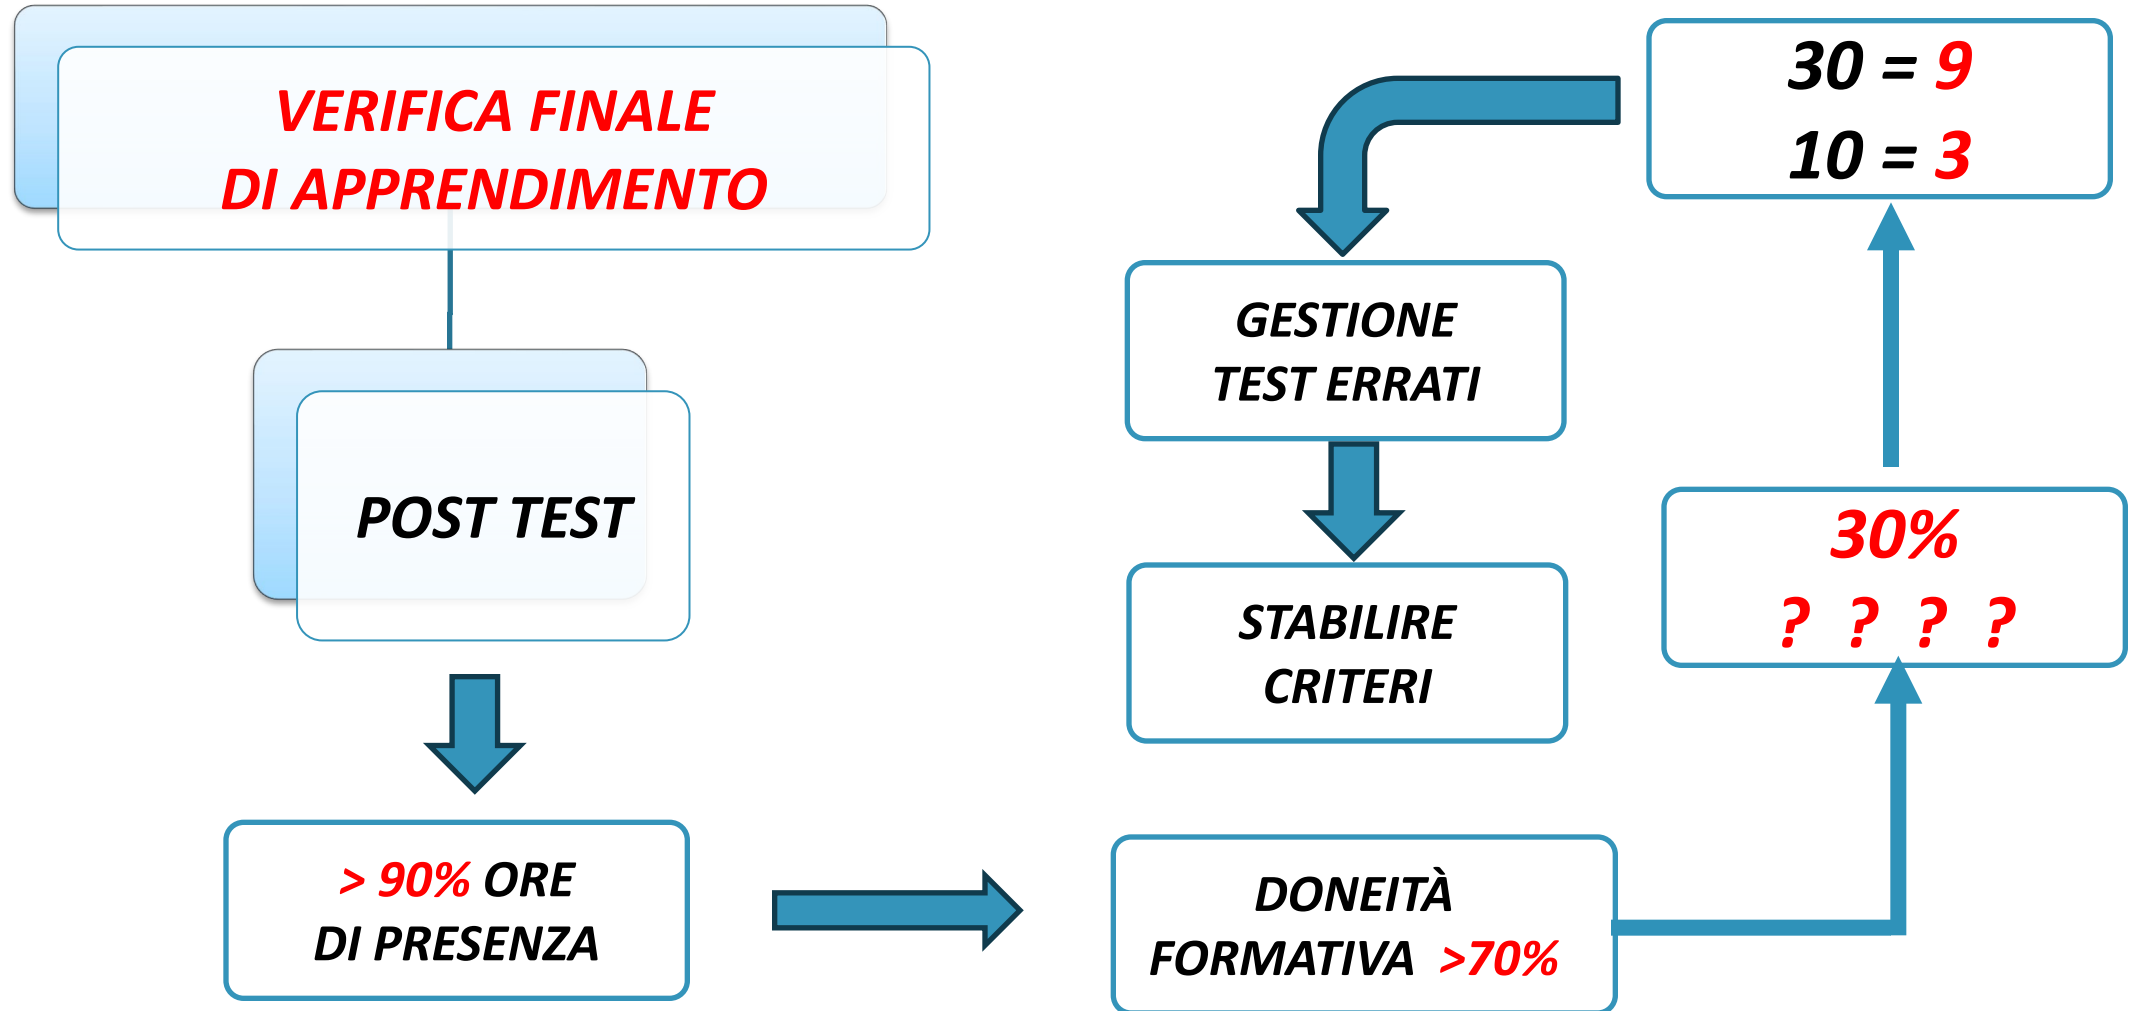 VERIFICA FINALE
DI APPRENDIMENTO
POST TEST
> 90% ORE
DI PRESENZA
DONEITÀ
FORMATIVA >70%
30%
? ? ? ?
30 = 9
10 = 3
GESTIONE
TEST ERRATI
STABILIRE
CRITERI